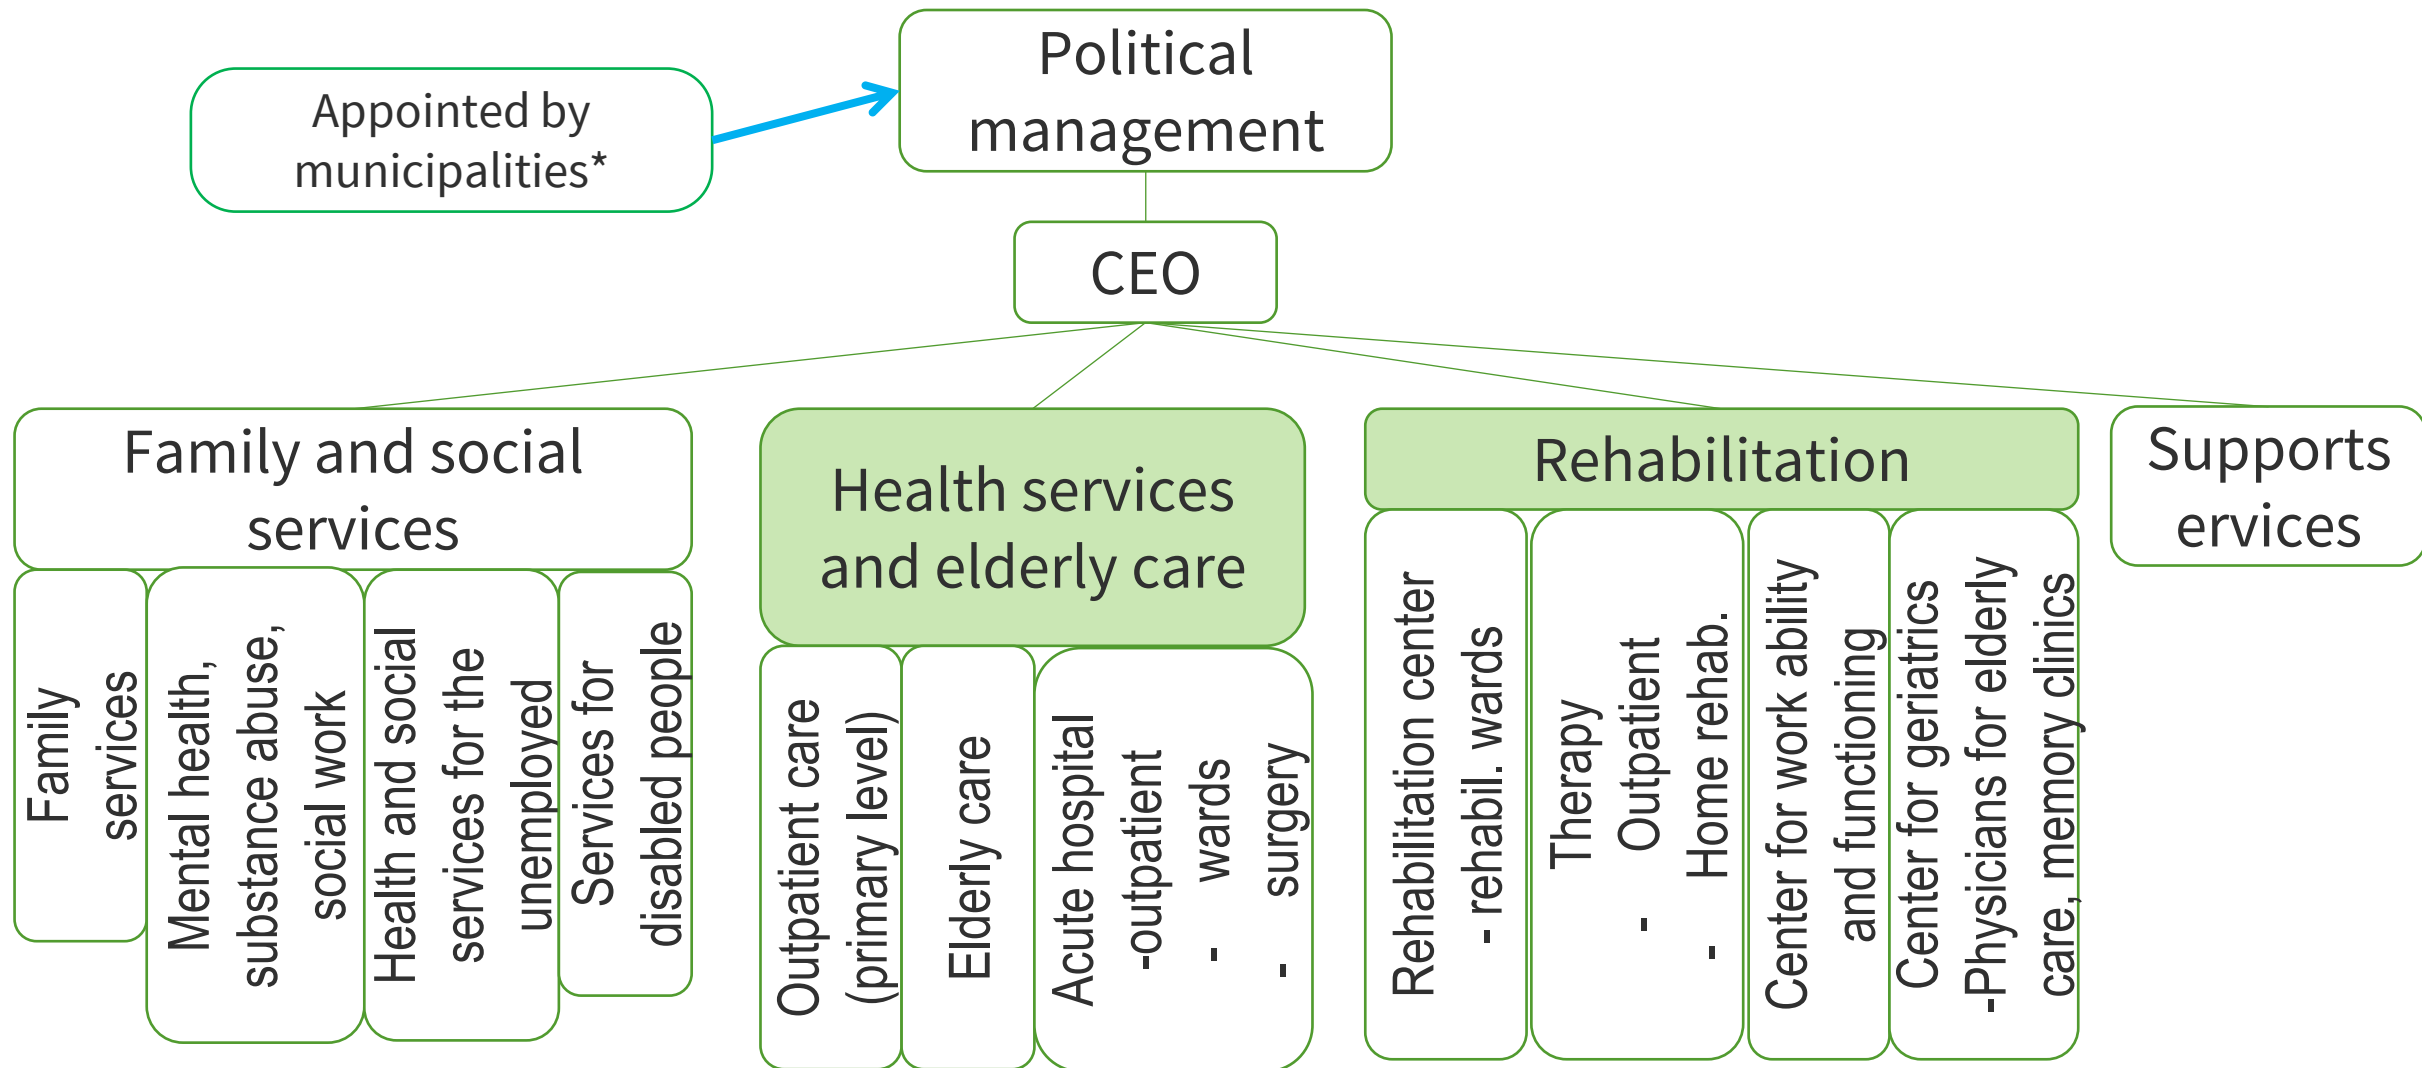 Political
management
Appointed by
municipalities*
CEO
Family and social
services
Health services
and elderly care
Rehabilitation
Supports
ervices
Family
services
Mental health,
substance abuse,
social work
Health and social
services for the
unemployed
Services for
disabled people
Outpatient care
(primary level)
Elderly care
Acute hospital
-outpatient
- wards
- surgery
Rehabilitation center
- rehabil. wards
Therapy
- Outpatient
- Home rehab.
Center for work ability
and functioning
Center for geriatrics
-Physicians for elderly
care, memory clinics